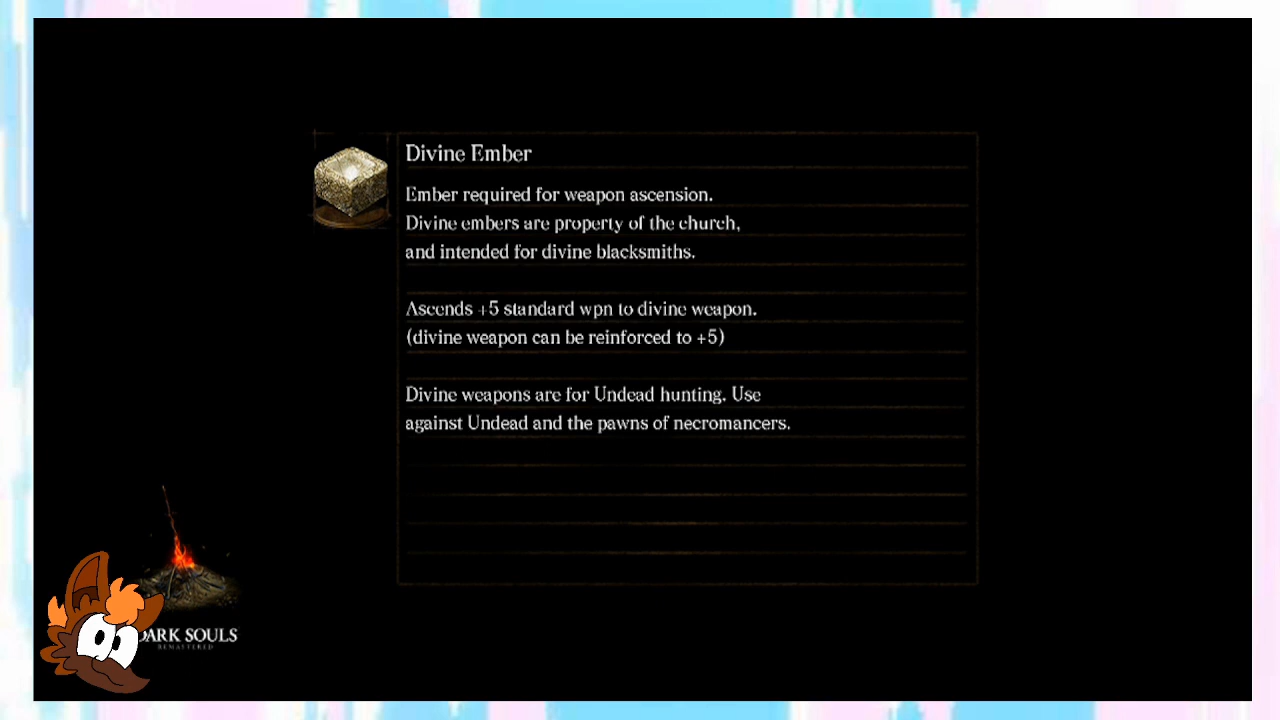 Divine Ember
Ember required for weapon ascension.
Divine embers are property of the church,
and intended for divine blacksmiths.
Ascends +5 standard wpn to divine weapon.
(divine weapon can be reinforced to +5)
Divine weapons are for Undead hunting. Use
against Undead and the pawns of necromancers.
DARK SOULS
REMASTERED